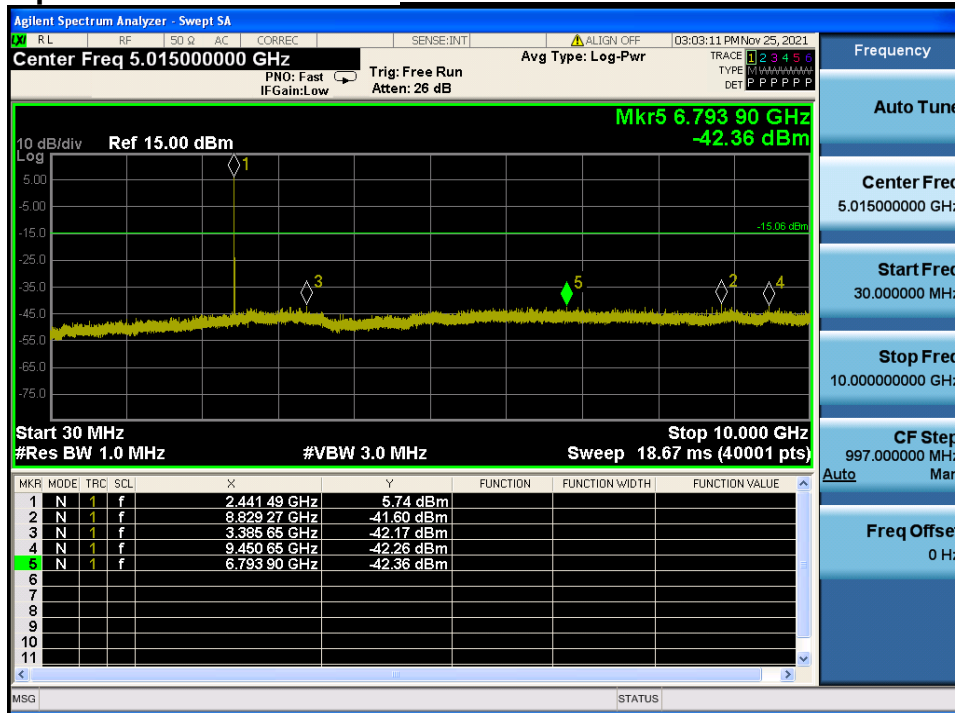 Agilent Spectrum Analyzer - Swept SA
LXI RL RF 50 Ω AC CORREC SENSE:INT ALIGN OFF 03:03:11 PM Nov 25, 2021
Center Freq 5.015000000 GHz
PNO: Fast
IFGain:Low
Trig: Free Run
Atten: 26 dB
Avg Type: Log-Pwr
TRACE 1 2 3 4 5 6
TYPE M W W W W W
DET P P P P P P
Mkr5 6.793 90 GHz
-42.36 dBm
10 dB/div
Log
Ref 15.00 dBm
5.00
-5.00
-15.0
-25.0
-35.0
-45.0
-55.0
-65.0
-75.0
1
3
5
2
4
-15.06 dBm
Start 30 MHz
Stop 10.000 GHz
#Res BW 1.0 MHz
#VBW 3.0 MHz
Sweep 18.67 ms (40001 pts)
MKR MODE TRC SCL X Y FUNCTION FUNCTION WIDTH FUNCTION VALUE
1 N 1 f 2.441 49 GHz 5.74 dBm
2 N 1 f 8.829 27 GHz -41.60 dBm
3 N 1 f 3.385 65 GHz -42.17 dBm
4 N 1 f 9.450 65 GHz -42.26 dBm
5 N 1 f 6.793 90 GHz -42.36 dBm
6
7
8
9
10
11
MSG STATUS
Frequency
Auto Tune
Center Freq
5.015000000 GHz
Start Freq
30.000000 MHz
Stop Freq
10.000000000 GHz
CF Step
997.000000 MHz
Auto Man
Freq Offset
0 Hz